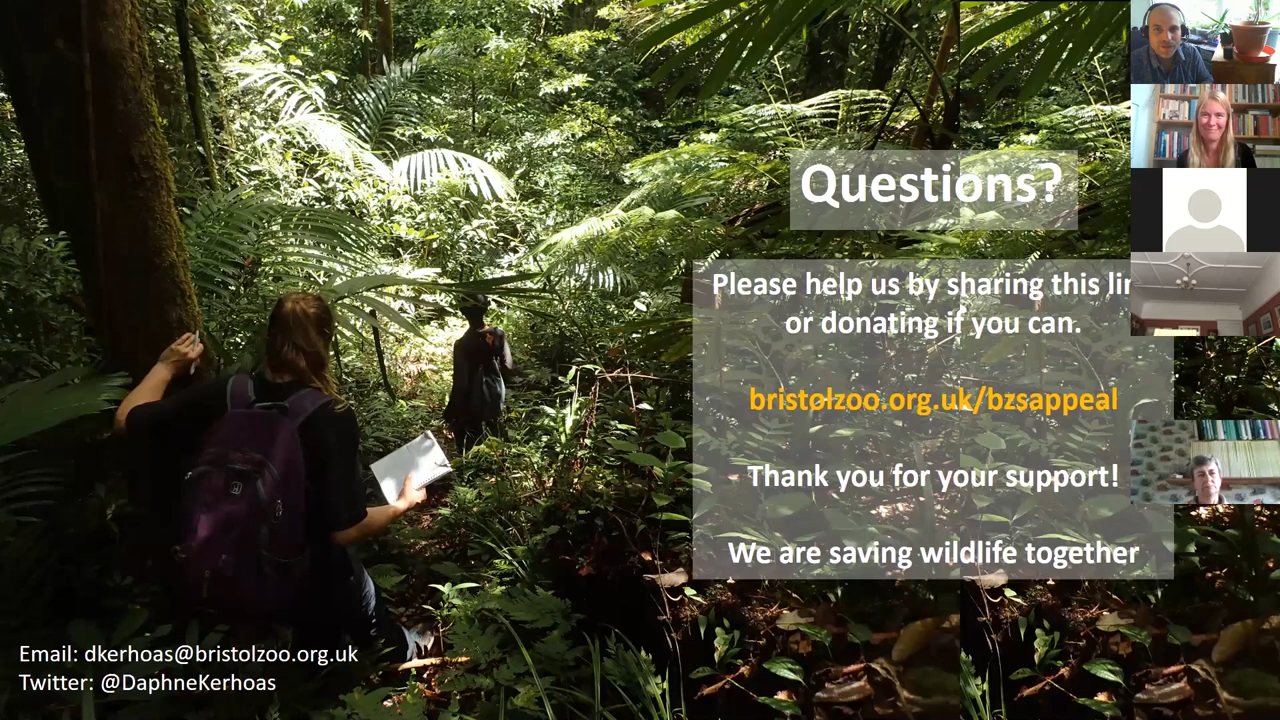 Questions?
Please help us by sharing this
or donating if you can.
bristolzoo.org.uk/bzsappeal
Thank you for your support!
We are saving wildlife together
Email: dkerhoas@bristolzoo.org.uk
Twitter: @DaphneKerhoas